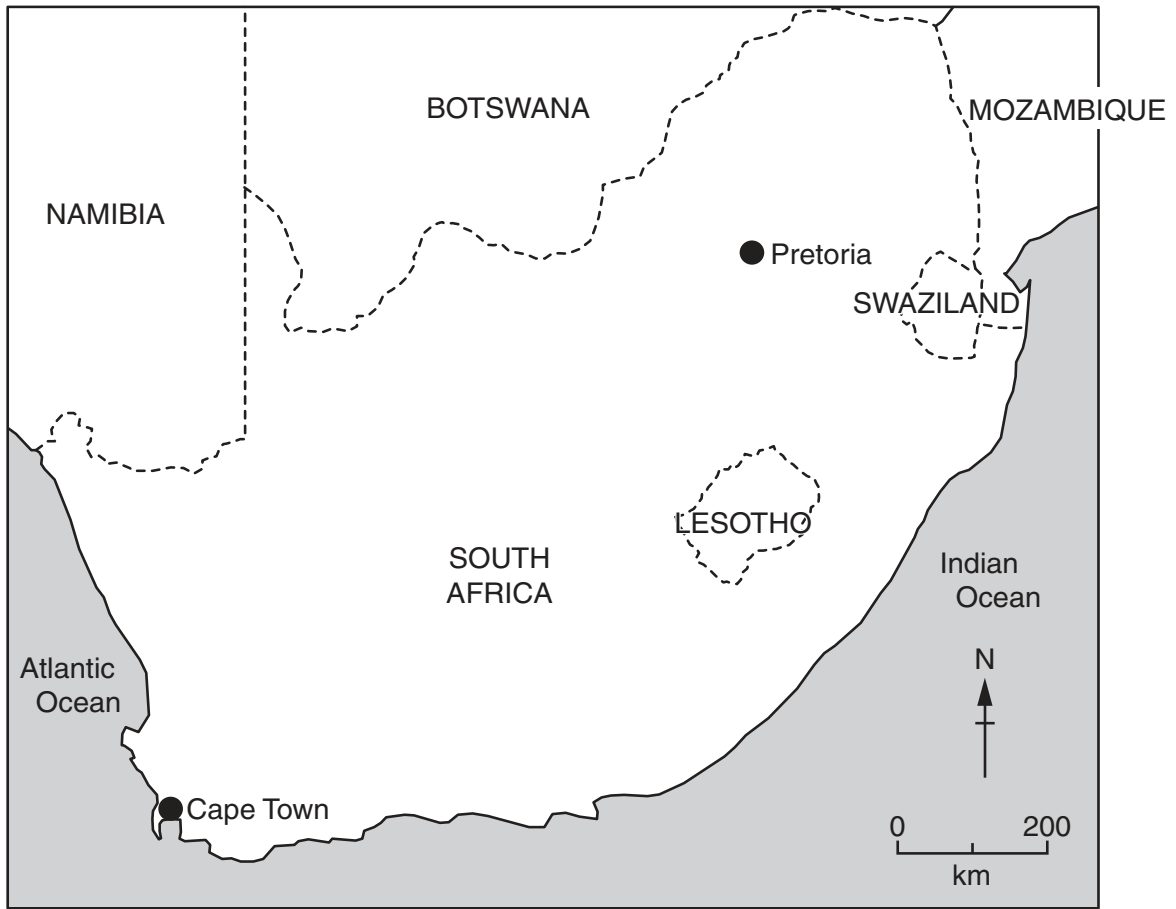 BOTSWANA
MOZAMBIQUE
NAMIBIA
Pretoria
SWAZILAND
LESOTHO
SOUTH
AFRICA
Indian
Ocean
Atlantic
Ocean
N
Cape Town
0 200
km